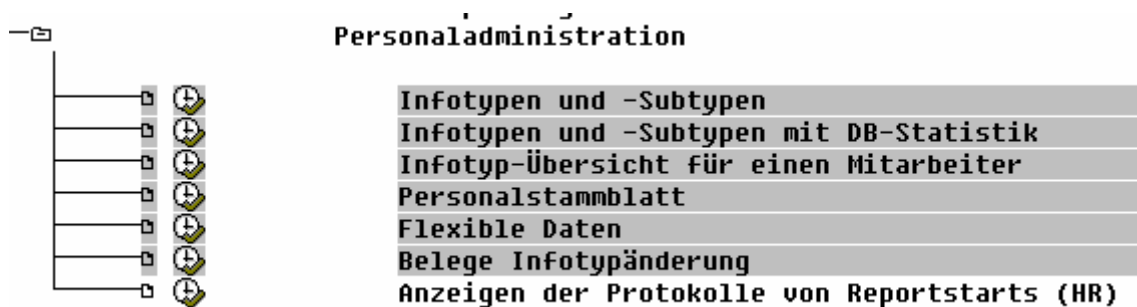 Personaladministration
Infotypen und -Subtypen
Infotypen und -Subtypen mit DB-Statistik
Infotyp-Übersicht für einen Mitarbeiter
Personalstammblatt
Flexible Daten
Belege Infotypänderung
Anzeigen der Protokolle von Reportstarts (HR)